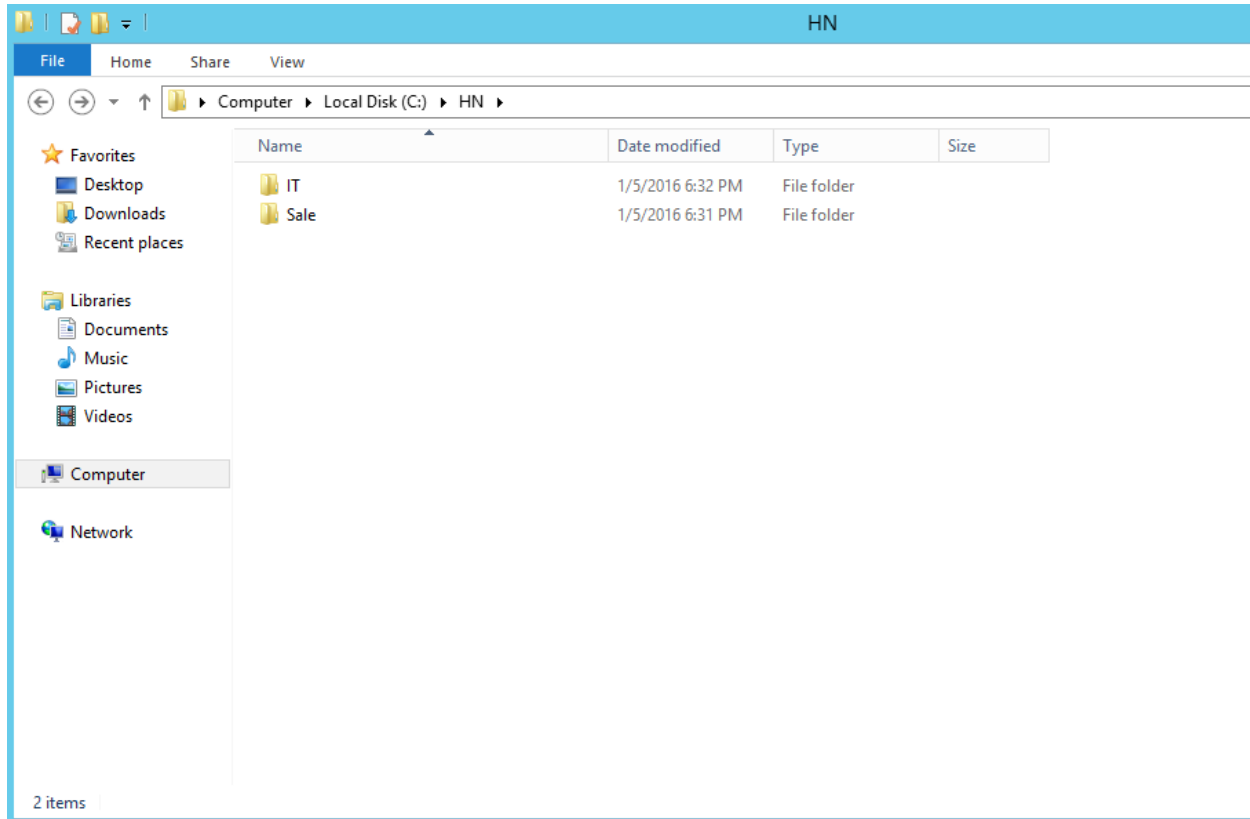 HN
File Home Share View
Computer Local Disk (C:) HN
Favorites
Desktop
Downloads
Recent places
Libraries
Documents
Music
Pictures
Videos
Computer
Network
Name Date modified Type Size
IT 1/5/2016 6:32 PM File folder
Sale 1/5/2016 6:31 PM File folder
2 items